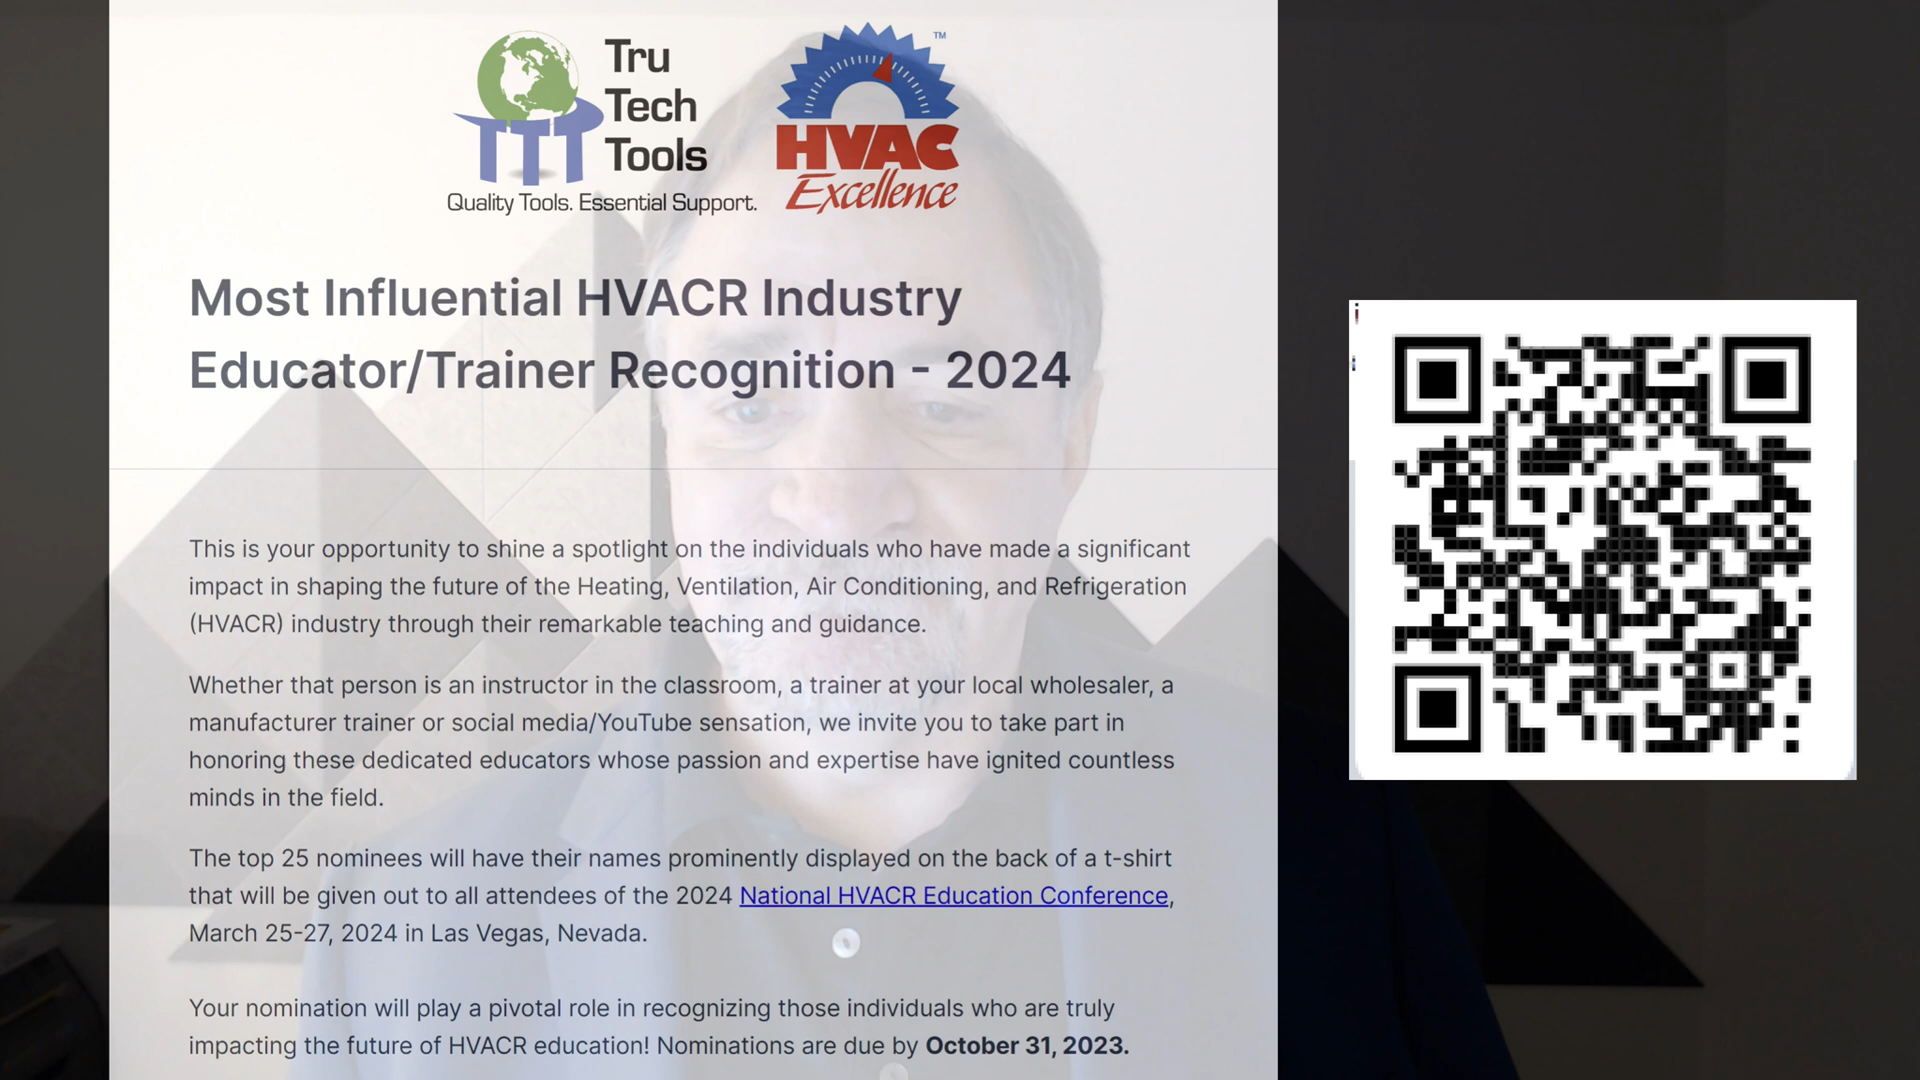 Tru
Tech
Tools
Quality Tools. Essential Support.
TM
HVAC
Excellence
Most Influential HVACR Industry
Educator/Trainer Recognition - 2024
This is your opportunity to shine a spotlight on the individuals who have made a significant
impact in shaping the future of the Heating, Ventilation, Air Conditioning, and Refrigeration
(HVACR) industry through their remarkable teaching and guidance.
Whether that person is an instructor in the classroom, a trainer at your local wholesaler, a
manufacturer trainer or social media/YouTube sensation, we invite you to take part in
honoring these dedicated educators whose passion and expertise have ignited countless
minds in the field.
The top 25 nominees will have their names prominently displayed on the back of a t-shirt
that will be given out to all attendees of the 2024 National HVACR Education Conference,
March 25-27, 2024 in Las Vegas, Nevada.
Your nomination will play a pivotal role in recognizing those individuals who are truly
impacting the future of HVACR education! Nominations are due by October 31, 2023.